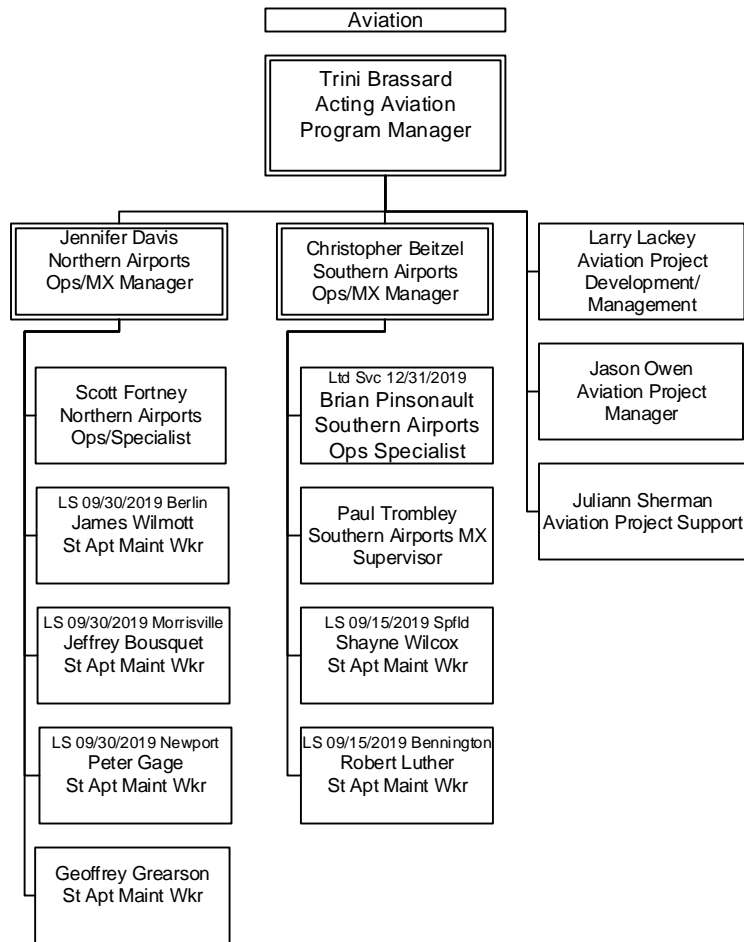 Aviation
Trini Brassard
Acting Aviation
Program Manager
Jennifer Davis
Northern Airports
Ops/MX Manager
Scott Fortney
Northern Airports
Ops/Specialist
LS 09/30/2019 Berlin
James Wilmott
St Apt Maint Wkr
LS 09/30/2019 Morrisville
Jeffrey Bousquet
St Apt Maint Wkr
LS 09/30/2019 Newport
Peter Gage
St Apt Maint Wkr
Geoffrey Grearson
St Apt Maint Wkr
Christopher Beitzel
Southern Airports
Ops/MX Manager
Ltd Svc 12/31/2019
Brian Pinsonault
Southern Airports
Ops Specialist
Paul Trombley
Southern Airports MX
Supervisor
LS 09/15/2019 Spfld
Shayne Wilcox
St Apt Maint Wkr
LS 09/15/2019 Bennington
Robert Luther
St Apt Maint Wkr
Larry Lackey
Aviation Project
Development/
Management
Jason Owen
Aviation Project
Manager
Juliann Sherman
Aviation Project Support